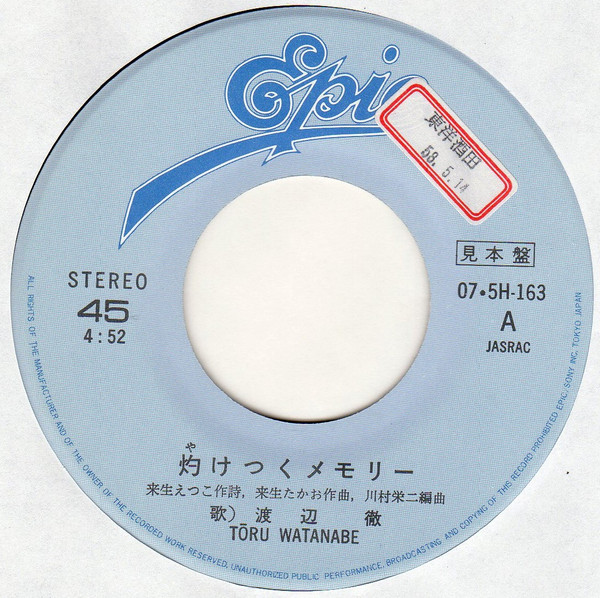 Epic
東洋酒田
58.5.14
見本盤
STEREO
45
4:52
07・5H-163
A
JASRAC
や
灼けつくメモリー
来生えつこ作詩, 来生たかお作曲, 川村栄二編曲
歌) 渡辺 徹
TŌRU WATANABE
ALL RIGHTS OF THE MANUFACTURER AND OF THE OWNER OF THE RECORDED WORK RESERVED. UNAUTHORIZED PUBLIC PERFORMANCE, BROADCASTING AND COPYING OF THIS RECORD PROHIBITED EPIC. SONY INC. TOKYO JAPAN